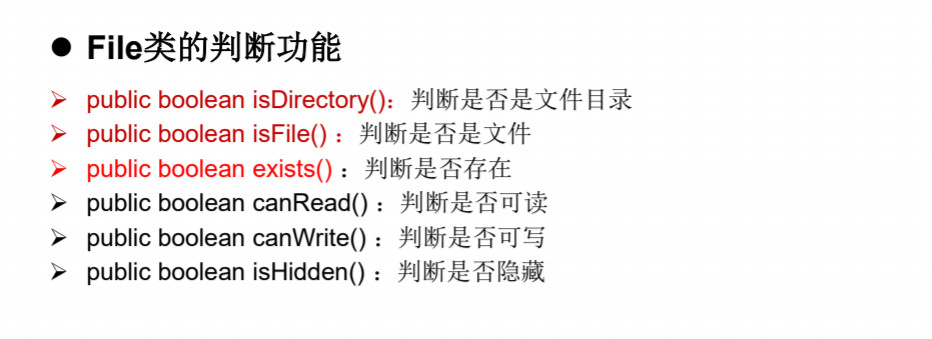 ● File类的判断功能
➢ public boolean isDirectory()：判断是否是文件目录
➢ public boolean isFile() ：判断是否是文件
➢ public boolean exists() ：判断是否存在
➢ public boolean canRead() ：判断是否可读
➢ public boolean canWrite() ：判断是否可写
➢ public boolean isHidden() ：判断是否隐藏